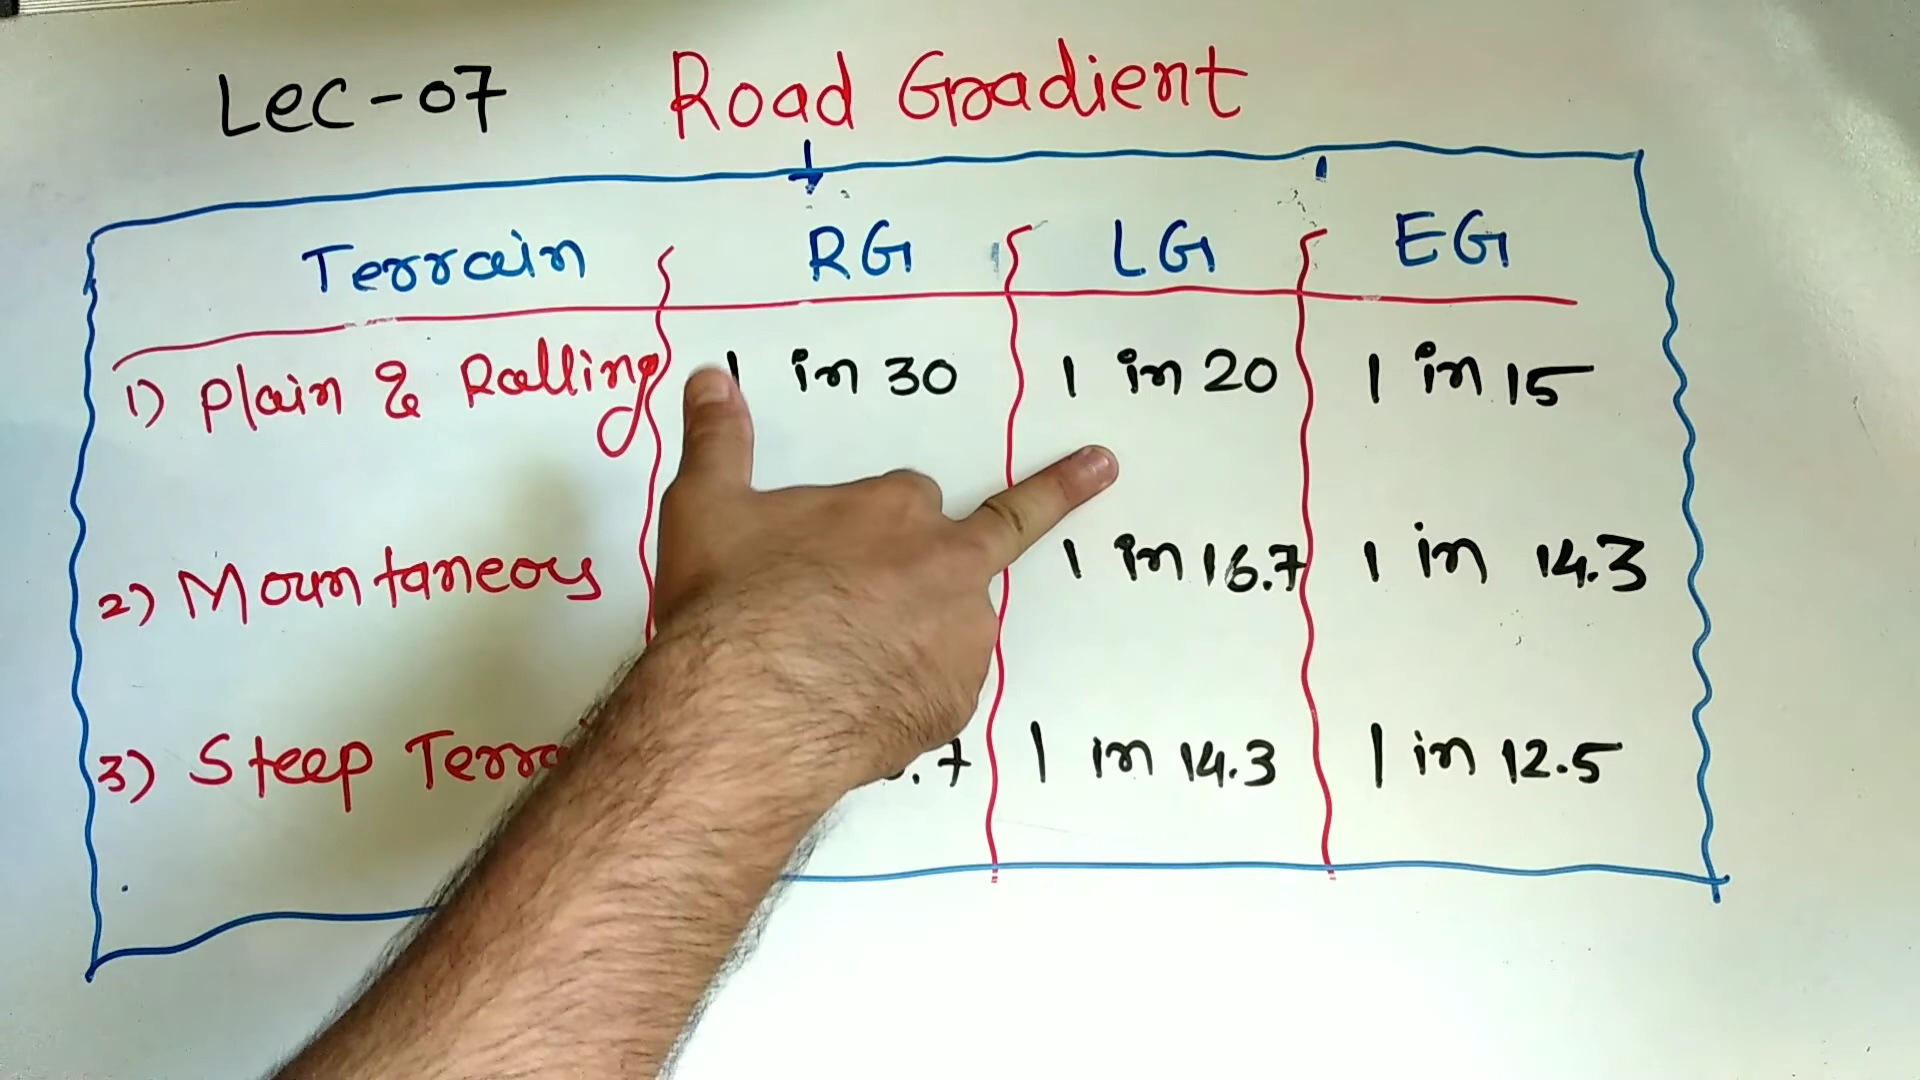 Lec-07 Road Gradient
Terrain RG LG EG
1) Plain & Rolling 1 in 30 1 in 20 1 in 15
2) Mountaneous 1 in 16.7 1 in 14.3
3) Steep 1 in 14.3 1 in 12.5